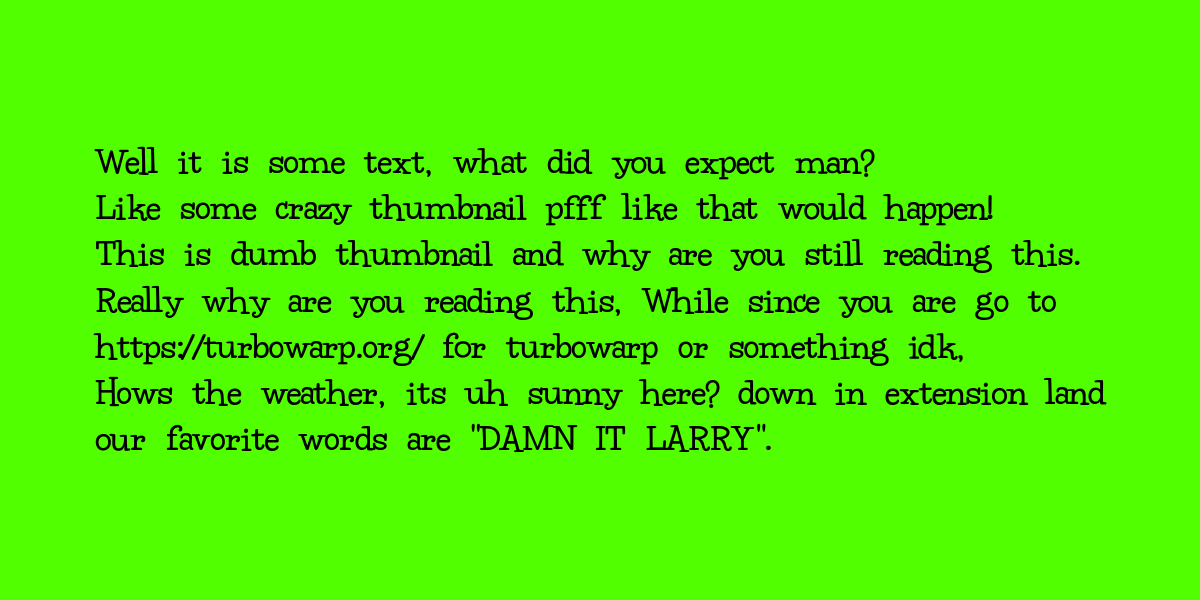 Well it is some text, what did you expect man?
Like some crazy thumbnail pfff like that would happen!
This is dumb thumbnail and why are you still reading this.
Really why are you reading this, While since you are go to
https://turbowarp.org/ for turbowarp or something idk,
Hows the weather, its uh sunny here? down in extension land
our favorite words are "DAMN IT LARRY".